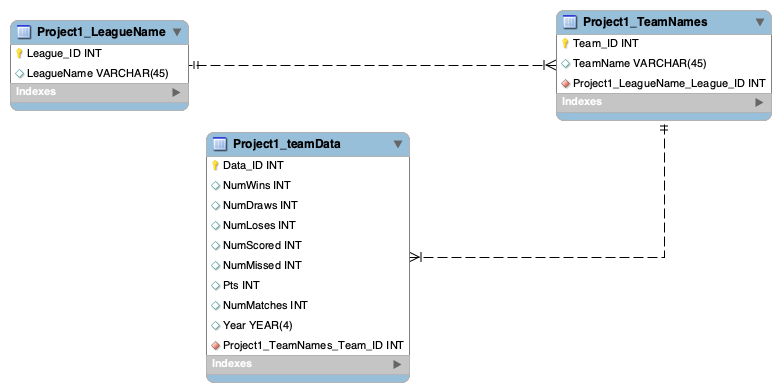 Project1_LeagueName
League_ID INT
LeagueName VARCHAR(45)
Indexes
Project1_TeamNames
Team_ID INT
TeamName VARCHAR(45)
Project1_LeagueName_League_ID INT
Indexes
Project1_teamData
Data_ID INT
NumWins INT
NumDraws INT
NumLoses INT
NumScored INT
NumMissed INT
Pts INT
NumMatches INT
Year YEAR(4)
Project1_TeamNames_Team_ID INT
Indexes